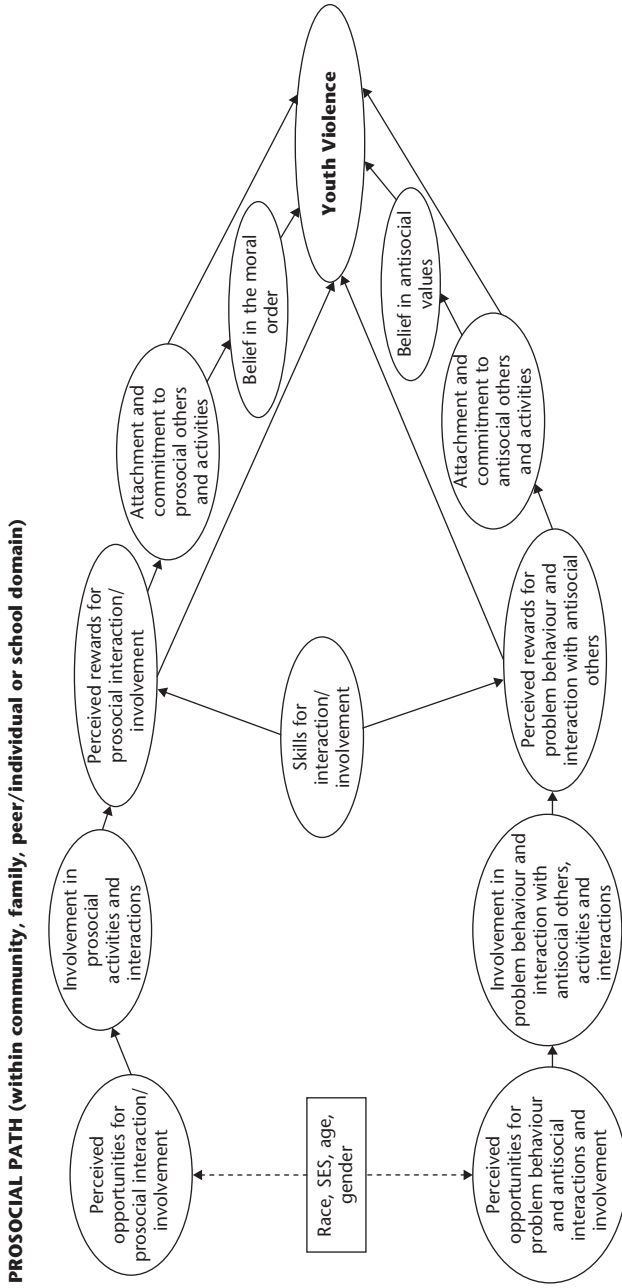 PROSOCIAL PATH (within community, family, peer/individual or school domain)
Perceived
opportunities for
prosocial interaction/
involvement
Involvement in
prosocial
activities and
interactions
Perceived rewards for
prosocial interaction/
involvement
Attachment and
commitment to
prosocial others
and activities
Belief in the moral
order
Race, SES, age,
gender
Skills for
interaction/
involvement
Youth Violence
Perceived
opportunities for
problem behaviour
and antisocial
interactions and
involvement
Involvement in
problem behaviour and
interaction with
antisocial others,
activities and
interactions
Perceived rewards for
problem behaviour and
interaction with antisocial
others
Attachment and
commitment to
antisocial others
and activities
Belief in antisocial
values